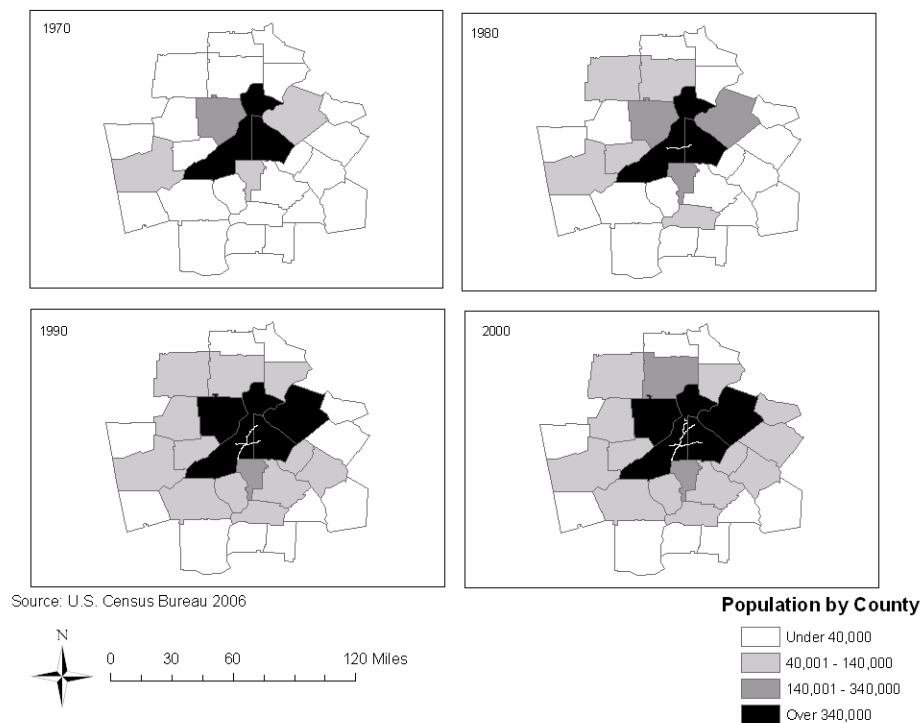 1970
1980
1990
2000
Source: U.S. Census Bureau 2006
N
0 30 60 120 Miles
Population by County
Under 40,000
40,001 - 140,000
140,001 - 340,000
Over 340,000